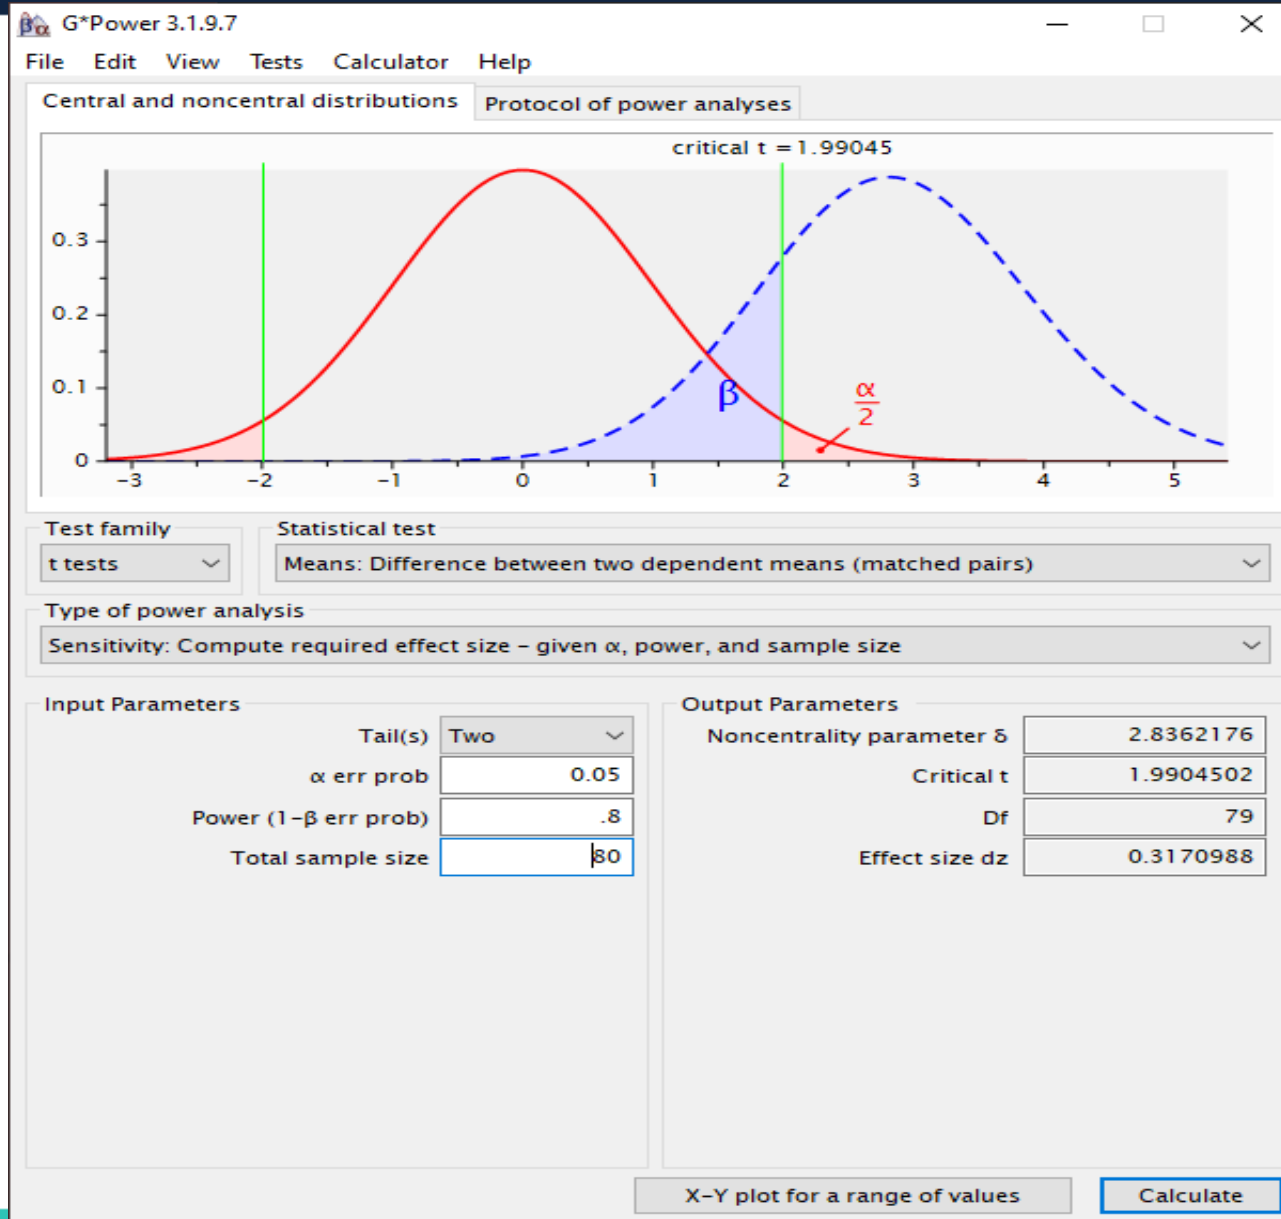 G*Power 3.1.9.7
File Edit View Tests Calculator Help
Central and noncentral distributions Protocol of power analyses
critical t = 1.99045
0.3
0.2
0.1
0
β
α
2
-3 -2 -1 0 1 2 3 4 5
Test family Statistical test
t tests Means: Difference between two dependent means (matched pairs)
Type of power analysis
Sensitivity: Compute required effect size – given α, power, and sample size
Input Parameters Output Parameters
Tail(s) Two Noncentrality parameter δ 2.8362176
α err prob 0.05 Critical t 1.9904502
Power (1-β err prob) .8 Df 79
Total sample size 80 Effect size dz 0.3170988
X-Y plot for a range of values Calculate